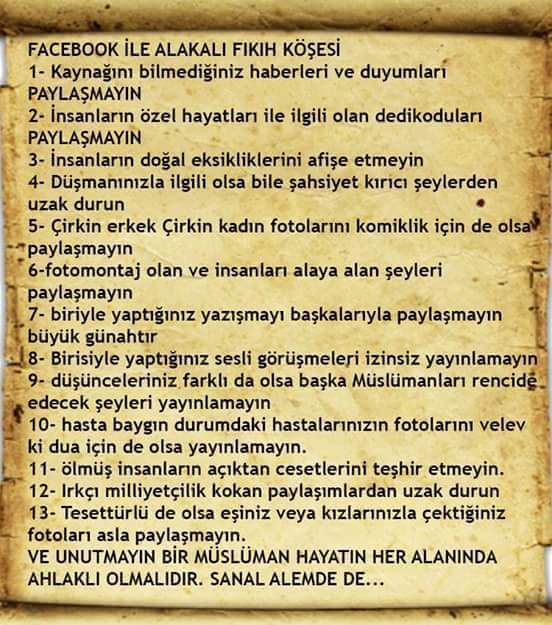 FACEBOOK İLE ALAKALI FIKIH KÖŞESİ
1- Kaynağını bilmediğiniz haberleri ve duyumları
PAYLAŞMAYIN
2- İnsanların özel hayatları ile ilgili olan dedikoduları
PAYLAŞMAYIN
3- İnsanların doğal eksikliklerini afişe etmeyin
4- Düşmanınızla ilgili olsa bile şahsiyet kırıcı şeylerden
uzak durun
5- Çirkin erkek Çirkin kadın fotolarını komiklik için de olsa
paylaşmayın
6-fotomontaj olan ve insanları alaya alan şeyleri
paylaşmayın
7- biriyle yaptığınız yazışmayı başkalarıyla paylaşmayın
büyük günahtır
8- Birisiyle yaptığınız sesli görüşmeleri izinsiz yayınlamayın
9- düşünceleriniz farklı da olsa başka Müslümanları rencide
edecek şeyleri yayınlamayın
10- hasta baygın durumdaki hastalarınızın fotolarını velev
ki dua için de olsa yayınlamayın.
11- ölmüş insanların açıktan cesetlerini teşhir etmeyin.
12- Irkçı milliyetçilik kokan paylaşımlardan uzak durun
13- Tesettürlü de olsa eşiniz veya kızlarınızla çektiğiniz
fotoları asla paylaşmayın.
VE UNUTMAYIN BİR MÜSLÜMAN HAYATIN HER ALANINDA
AHLAKLI OLMALIDIR. SANAL ALEMDE DE...